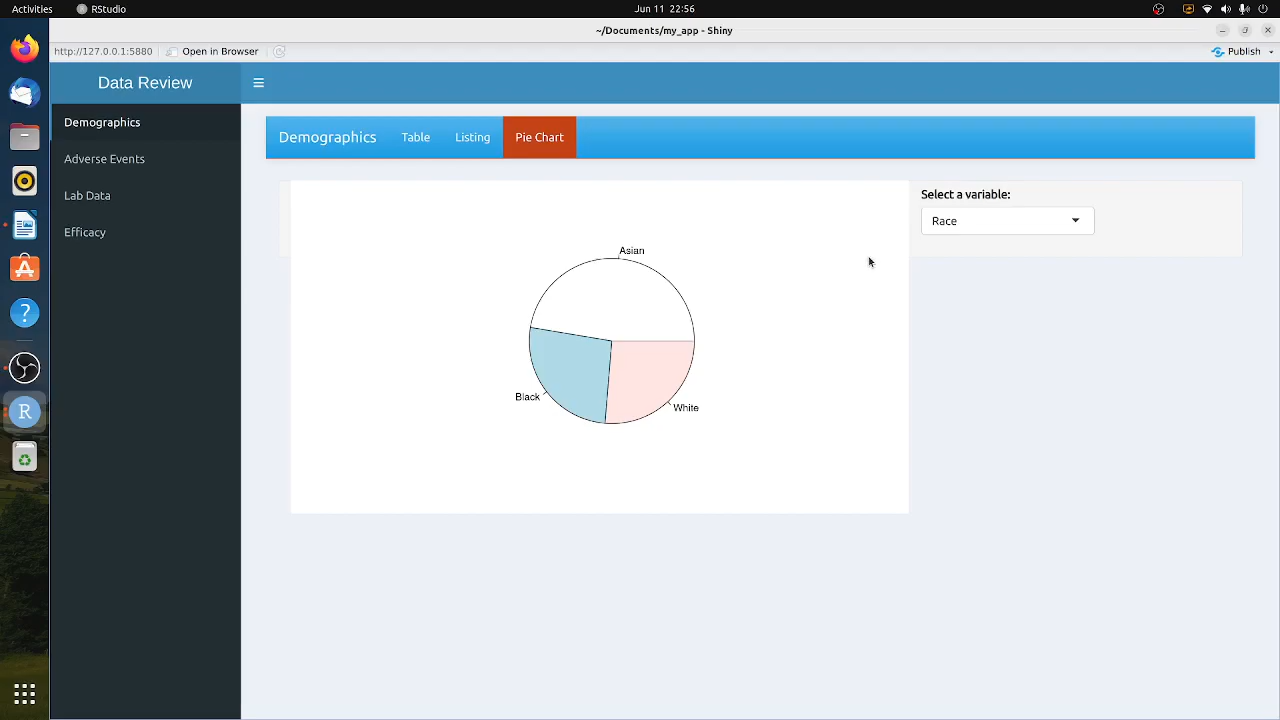 Activities RStudio Jun 11 22:56
~/Documents/my_app - Shiny
http://127.0.0.1:5880 Open in Browser Publish
Data Review
Demographics
Adverse Events
Lab Data
Efficacy
Demographics Table Listing Pie Chart
Select a variable:
Race
Asian
Black
White
R
?